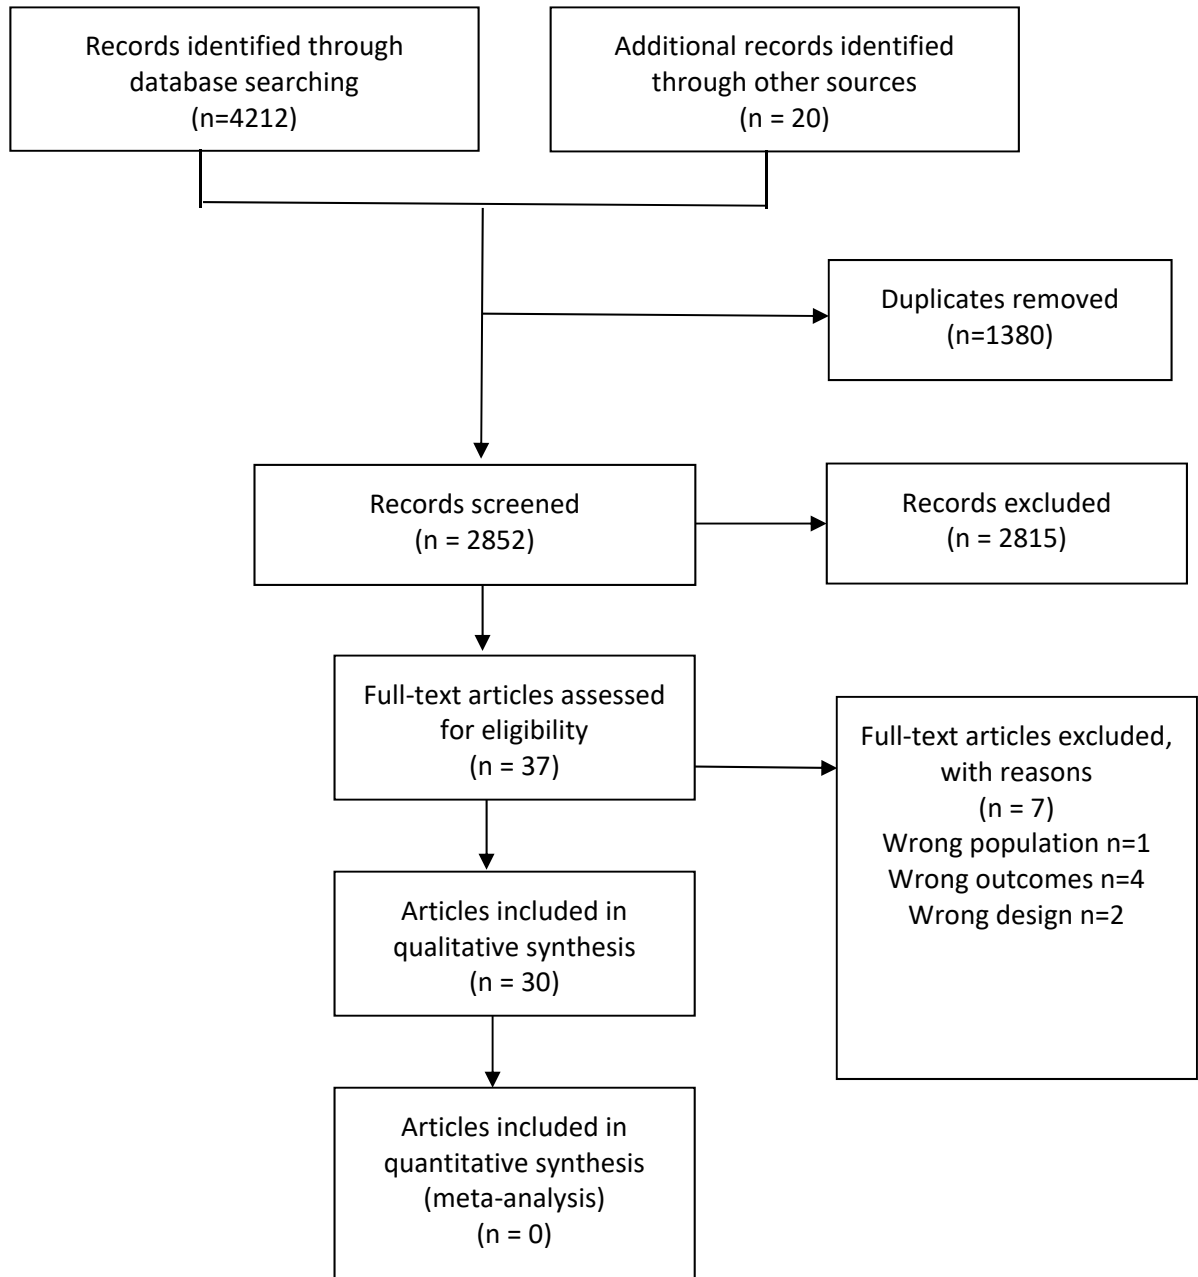 Records identified through
database searching
(n=4212)
Additional records identified
through other sources
(n = 20)
Duplicates removed
(n=1380)
Records screened
(n = 2852)
Records excluded
(n = 2815)
Full-text articles assessed
for eligibility
(n = 37)
Full-text articles excluded,
with reasons
(n = 7)
Wrong population n=1
Wrong outcomes n=4
Wrong design n=2
Articles included in
qualitative synthesis
(n = 30)
Articles included in
quantitative synthesis
(meta-analysis)
(n = 0)